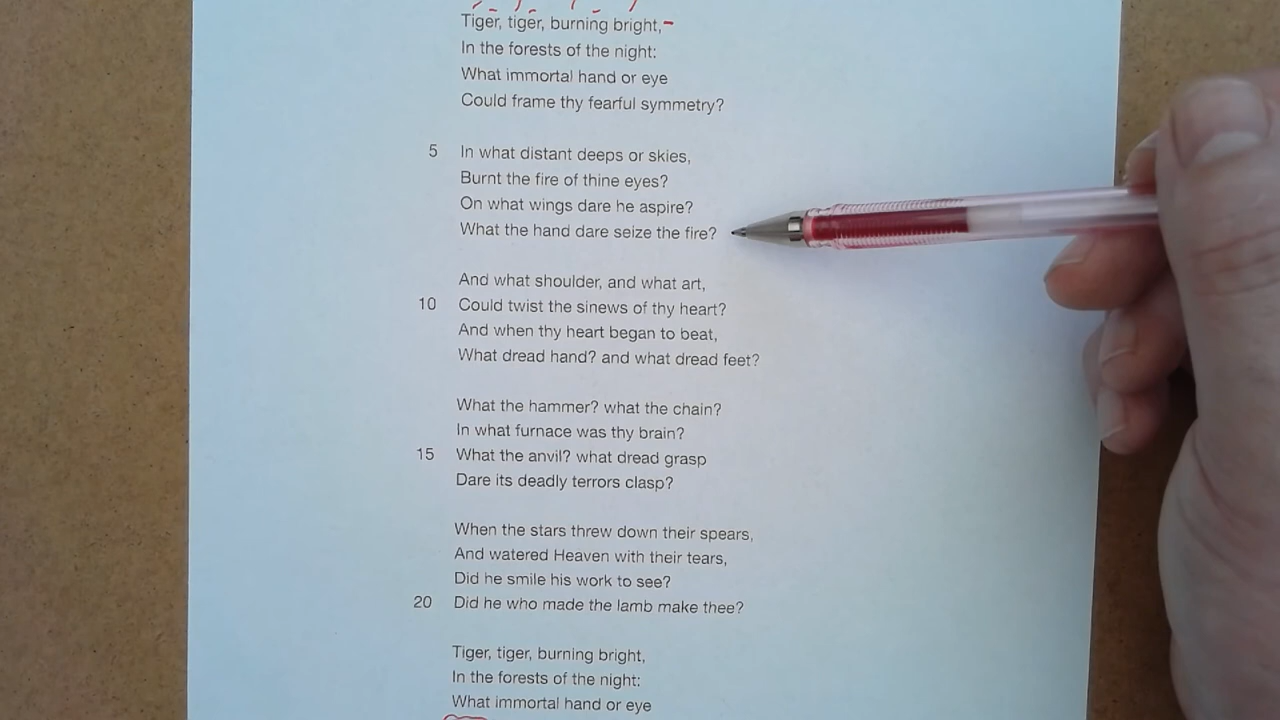 Tiger, tiger, burning bright,
In the forests of the night:
What immortal hand or eye
Could frame thy fearful symmetry?
5 In what distant deeps or skies,
Burnt the fire of thine eyes?
On what wings dare he aspire?
What the hand dare seize the fire?
And what shoulder, and what art,
10 Could twist the sinews of thy heart?
And when thy heart began to beat,
What dread hand? and what dread feet?
What the hammer? what the chain?
In what furnace was thy brain?
15 What the anvil? what dread grasp
Dare its deadly terrors clasp?
When the stars threw down their spears,
And watered Heaven with their tears,
Did he smile his work to see?
20 Did he who made the lamb make thee?
Tiger, tiger, burning bright,
In the forests of the night:
What immortal hand or eye